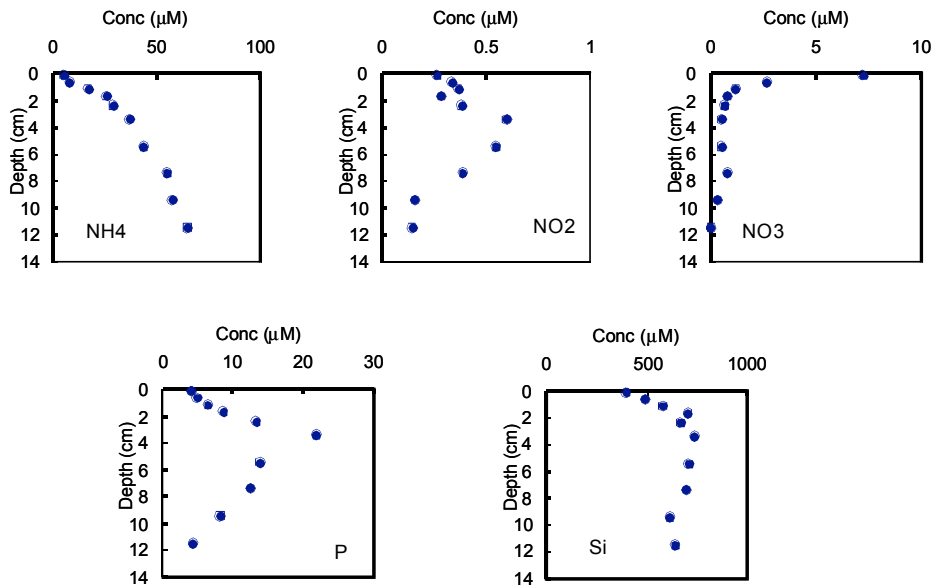 Conc (µM) Conc (µM) Conc (µM)
0 50 100 0 0.5 1 0 5 10
Depth (cm) Depth (cm) Depth (cm)
0 0 0
2 2 2
4 4 4
6 6 6
8 8 8
10 10 10
12 12 12
14 14 14
NH4 NO2 NO3
Conc (µM) Conc (µM)
0 10 20 30 0 500 1000
Depth (cm) Depth (cm)
0 0
2 2
4 4
6 6
8 8
10 10
12 12
14 14
P Si